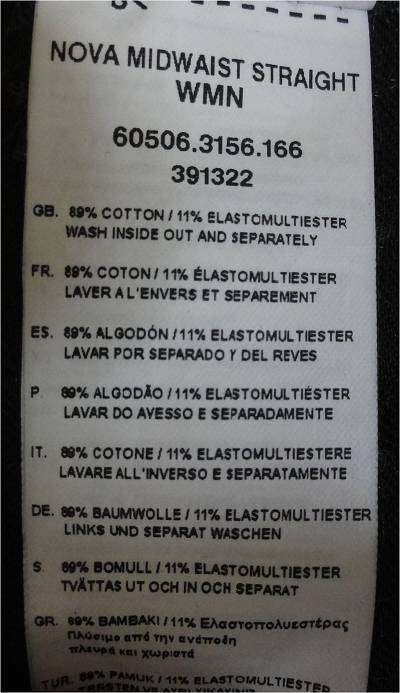 NOVA MIDWAIST STRAIGHT
WMN
60506.3156.166
391322
GB. 89% COTTON / 11% ELASTOMULTIESTER
WASH INSIDE OUT AND SEPARATELY
FR. 89% COTON / 11% ÉLASTOMULTIESTER
LAVER A L'ENVERS ET SEPAREMENT
ES. 89% ALGODÓN / 11% ELASTOMULTIESTER
LAVAR POR SEPARADO Y DEL REVES
P. 89% ALGODÃO / 11% ELASTOMULTIÉSTER
LAVAR DO AVESSO E SEPARADAMENTE
IT. 89% COTONE / 11% ELASTOMULTIESTERE
LAVARE ALL'INVERSO E SEPARATAMENTE
DE. 89% BAUMWOLLE / 11% ELASTOMULTIESTER
LINKS UND SEPARAT WASCHEN
S. 89% BOMULL / 11% ELASTOMULTIESTER
TVÄTTAS UT OCH IN OCH SEPARAT
GR. 89% ΒΑΜΒΑΚΙ / 11% Ελαστοπολυεστέρας
Πλύσιμο από την ανάποδη
πλευρά και χωριστά
TUR. 89% PAMUK / 11% ELASTOMULTIESTER